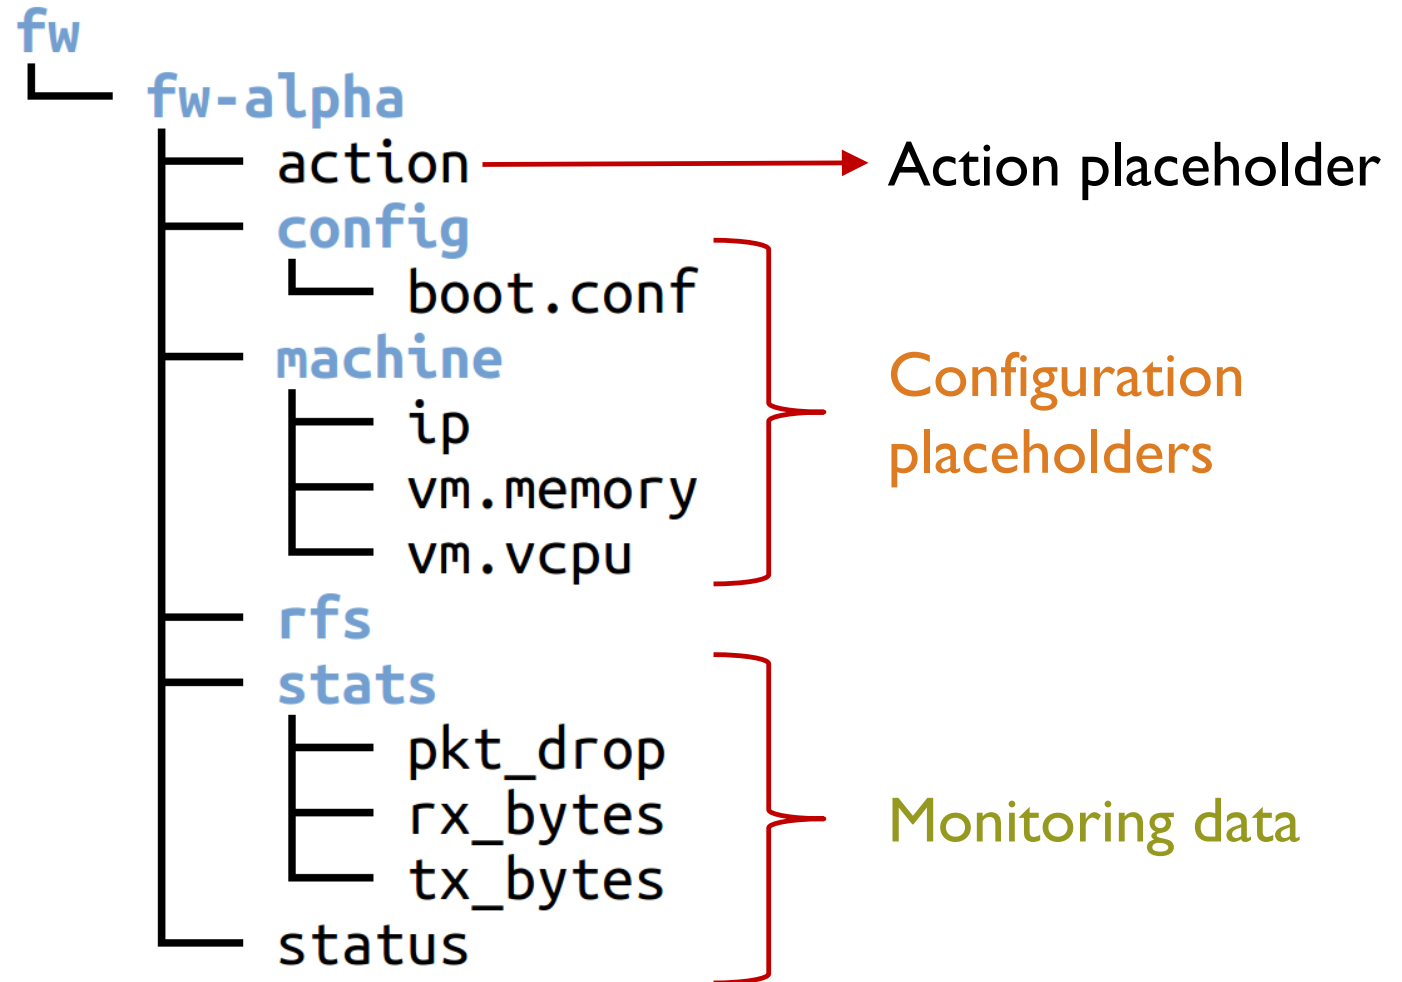 fw
fw-alpha
action
Action placeholder
config
boot.conf
machine
ip
vm.memory
vm.vcpu
Configuration
placeholders
rfs
stats
pkt_drop
rx_bytes
tx_bytes
status
Monitoring data